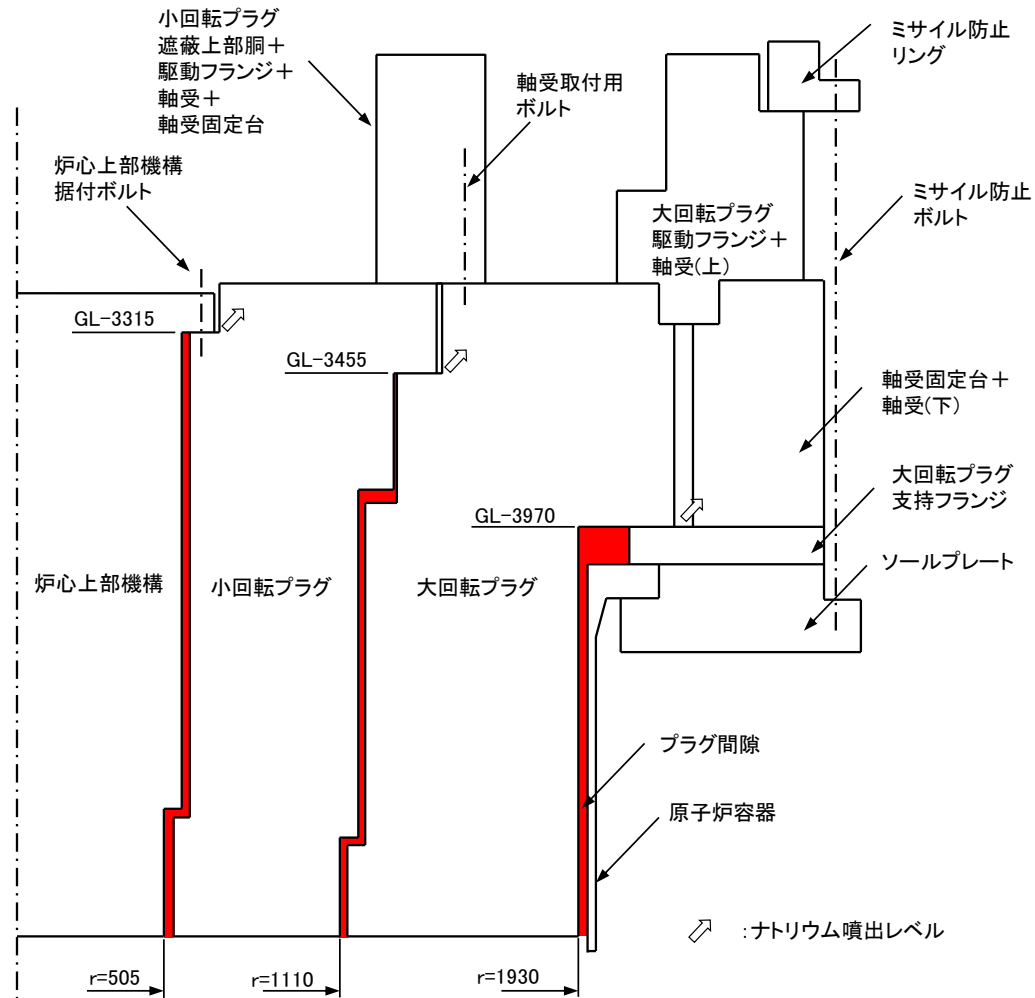 小回転プラグ
遮蔽上部胴＋
駆動フランジ＋
軸受＋
軸受固定台
軸受取付用
ボルト
ミサイル防止
リング
炉心上部機構
据付ボルト
大回転プラグ
駆動フランジ＋
軸受(上)
ミサイル防止
ボルト
GL-3315
GL-3455
軸受固定台＋
軸受(下)
大回転プラグ
支持フランジ
GL-3970
ソールプレート
炉心上部機構
小回転プラグ
大回転プラグ
プラグ間隙
原子炉容器
:ナトリウム噴出レベル
r=505
r=1110
r=1930